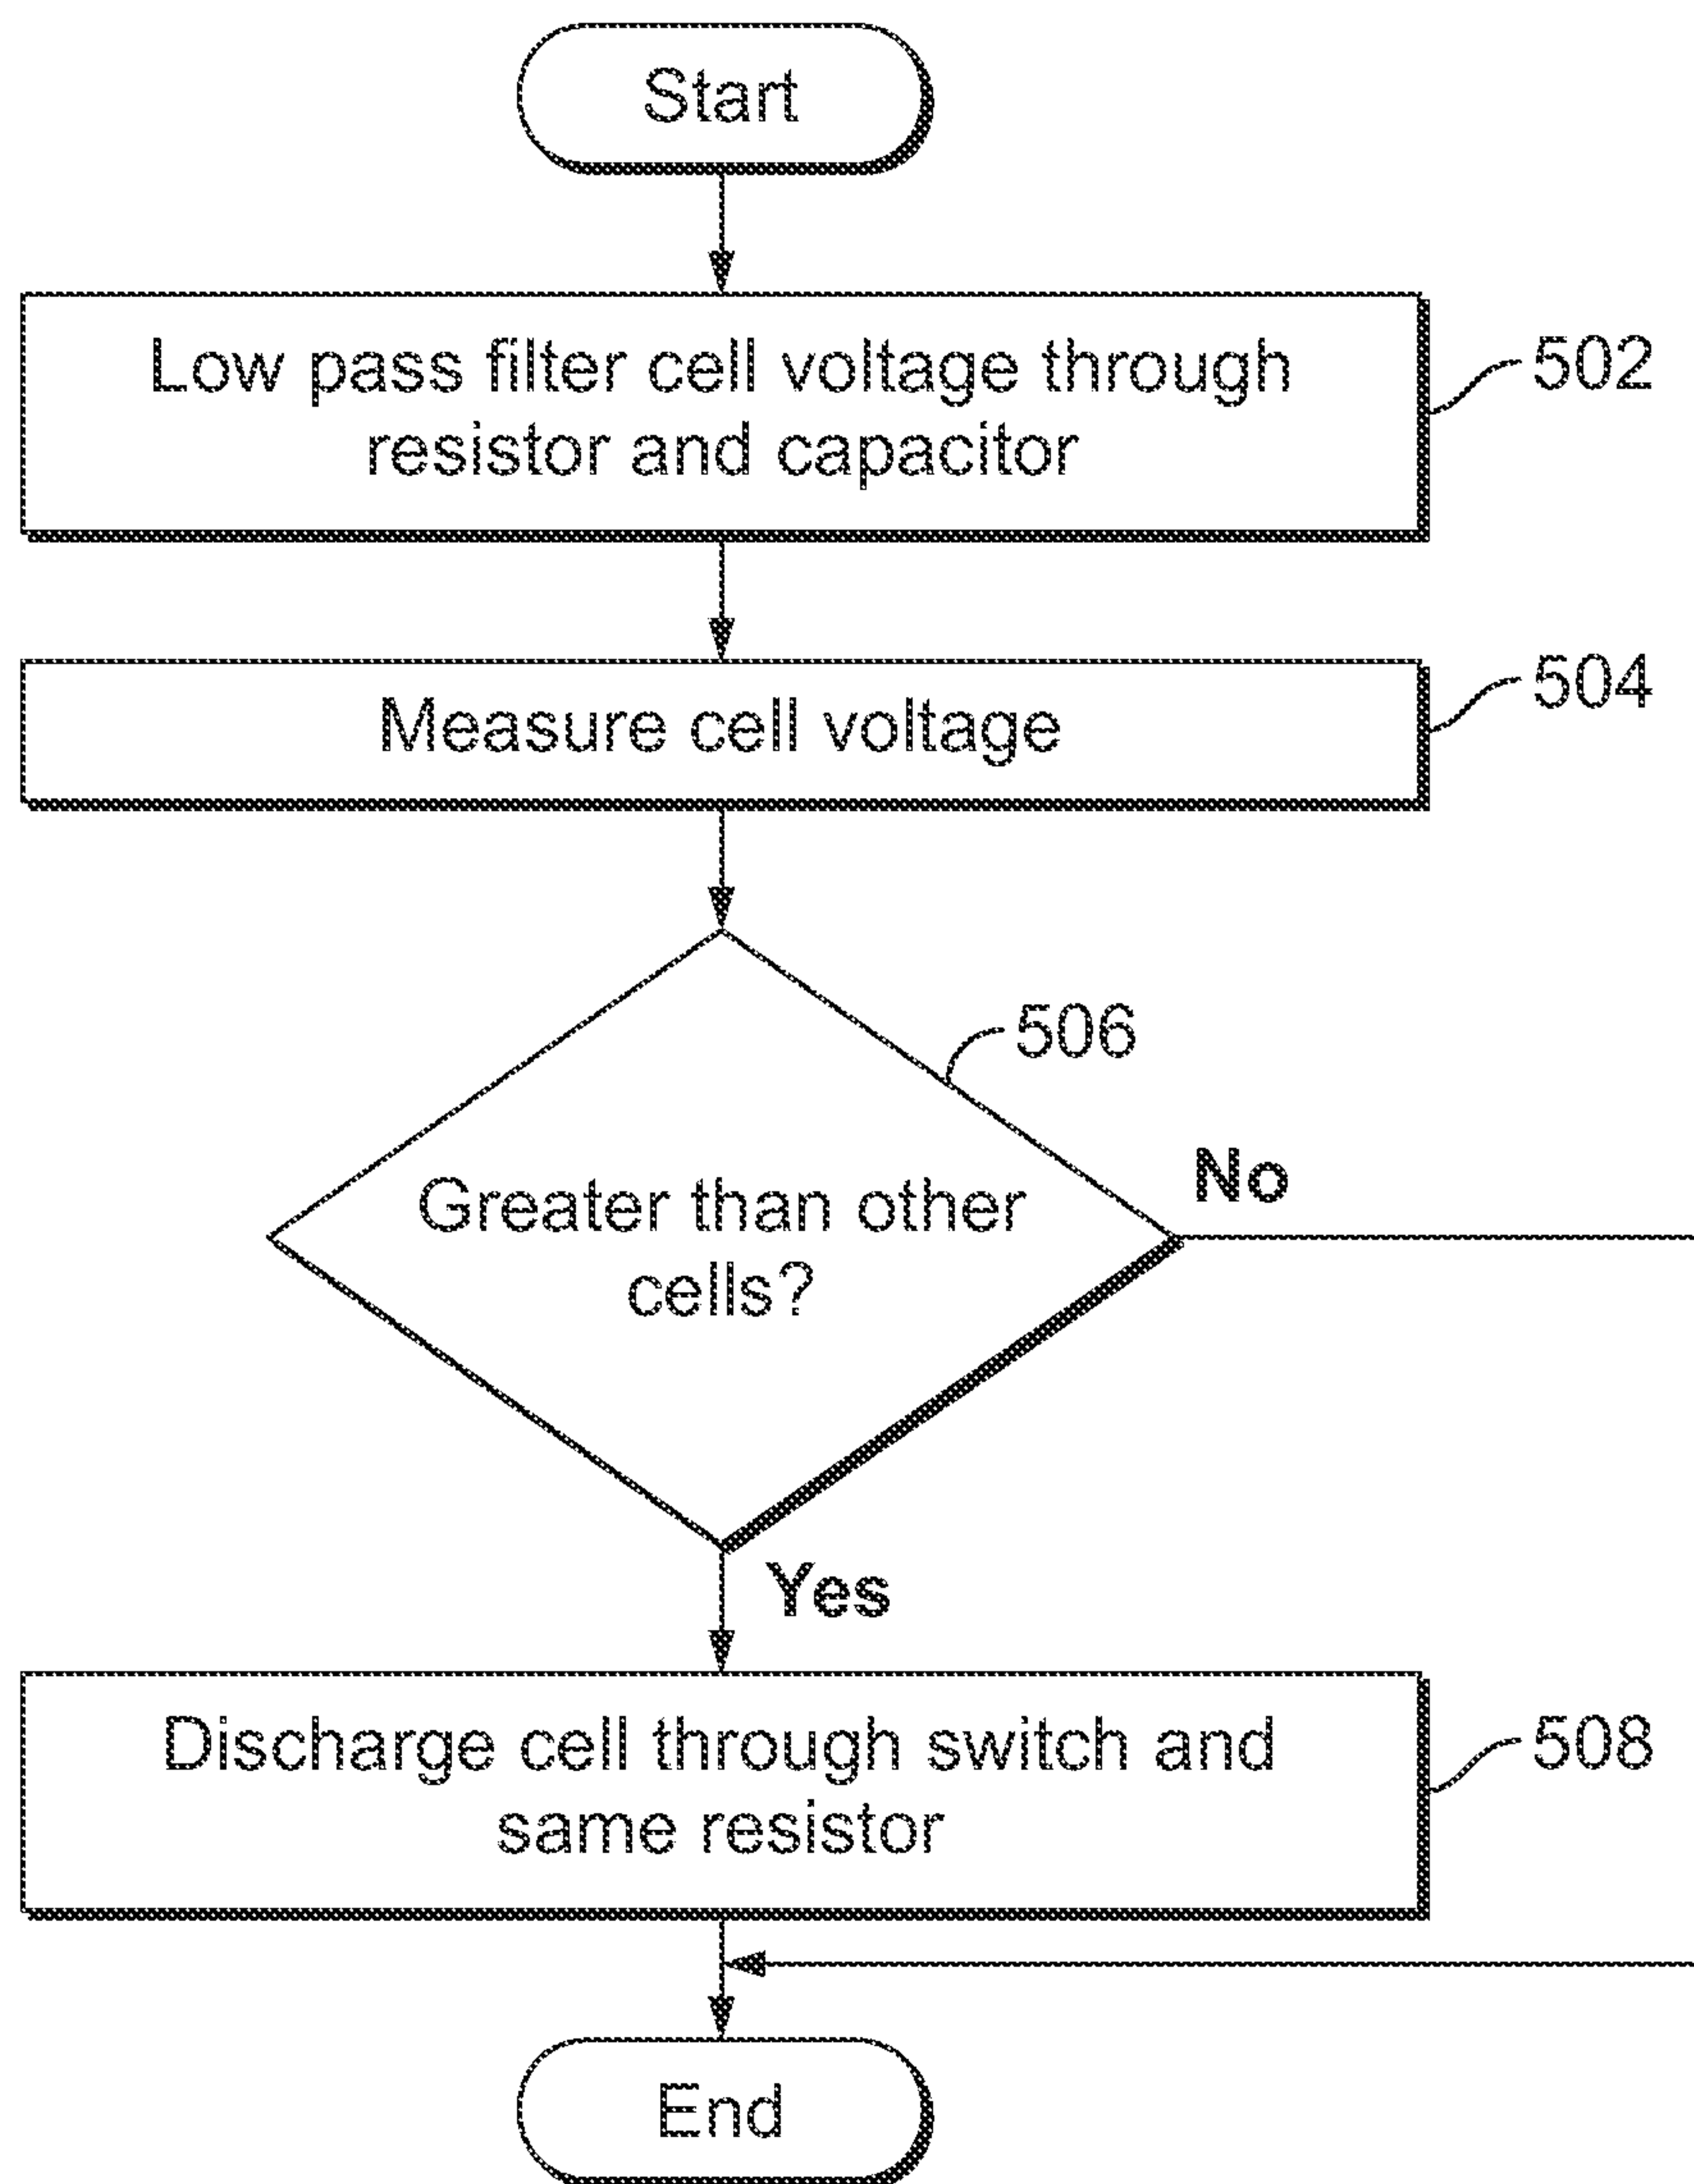 Start
Low pass filter cell voltage through
resistor and capacitor
502
Measure cell voltage
504
506
Greater than other
cells?
No
Yes
Discharge cell through switch and
same resistor
508
End